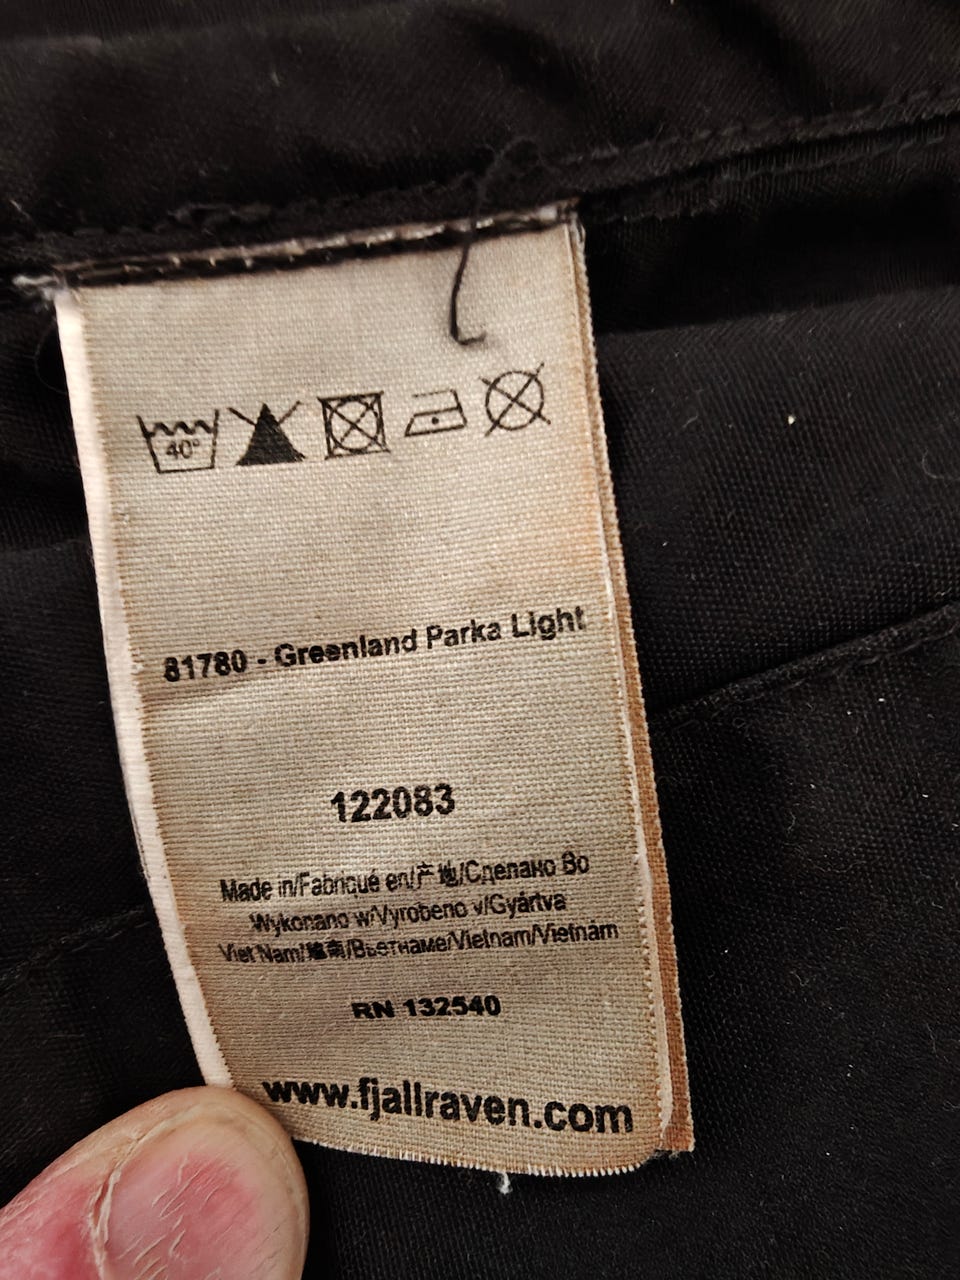 40°
81780 - Greenland Parka Light
122083
Made in/Fabriqué en/产地/Сделано Во
Wykonano w/Vyrobeno v/Gyártva
Viet Nam/越南/Вьетнаме/Vietnam/Vietnám
RN 132540
www.fjallraven.com